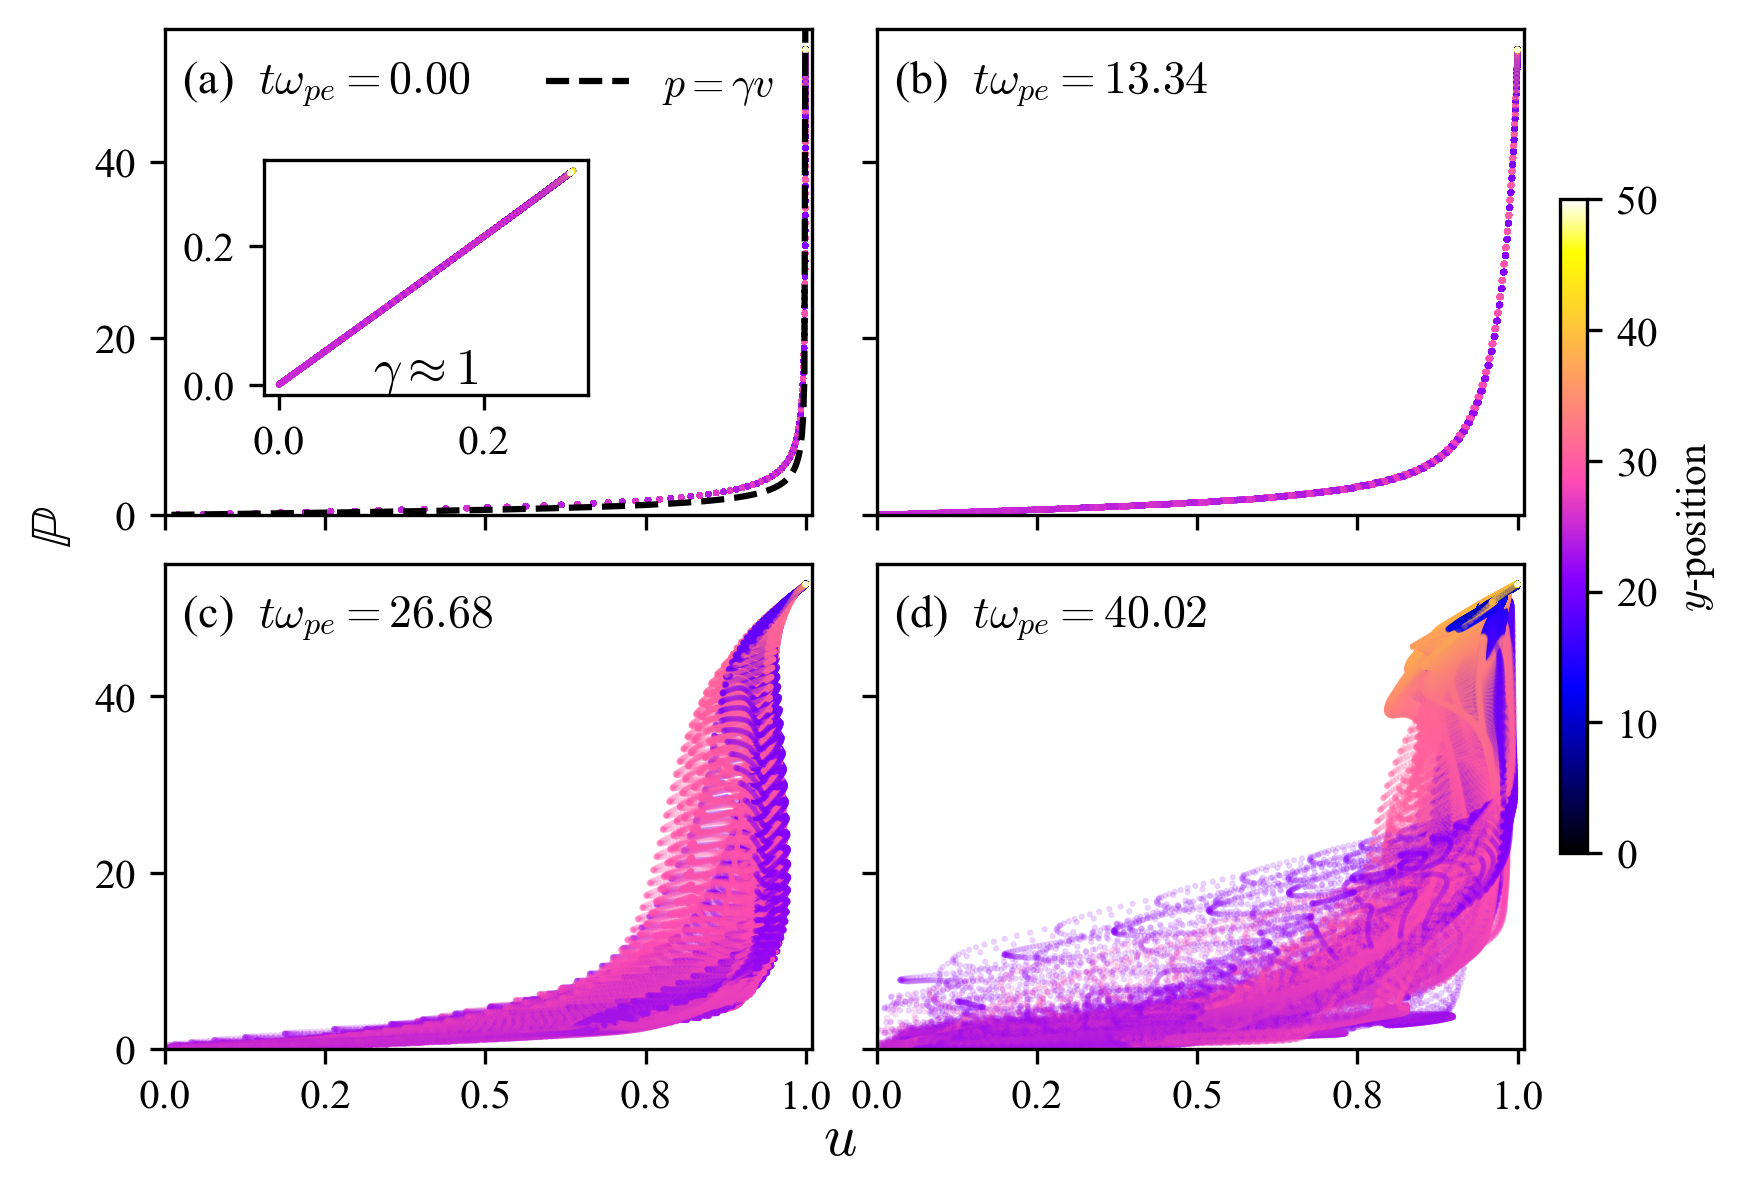 (a) tω_pe = 0.00
p = γv
40
20
0
0.2
0.0
γ ≈ 1
0.0 0.2
(b) tω_pe = 13.34
ℙ
(c) tω_pe = 26.68
40
20
0
0.0 0.2 0.5 0.8 1.0
(d) tω_pe = 40.02
0.0 0.2 0.5 0.8 1.0
u
50
40
30
20
10
0
y-position